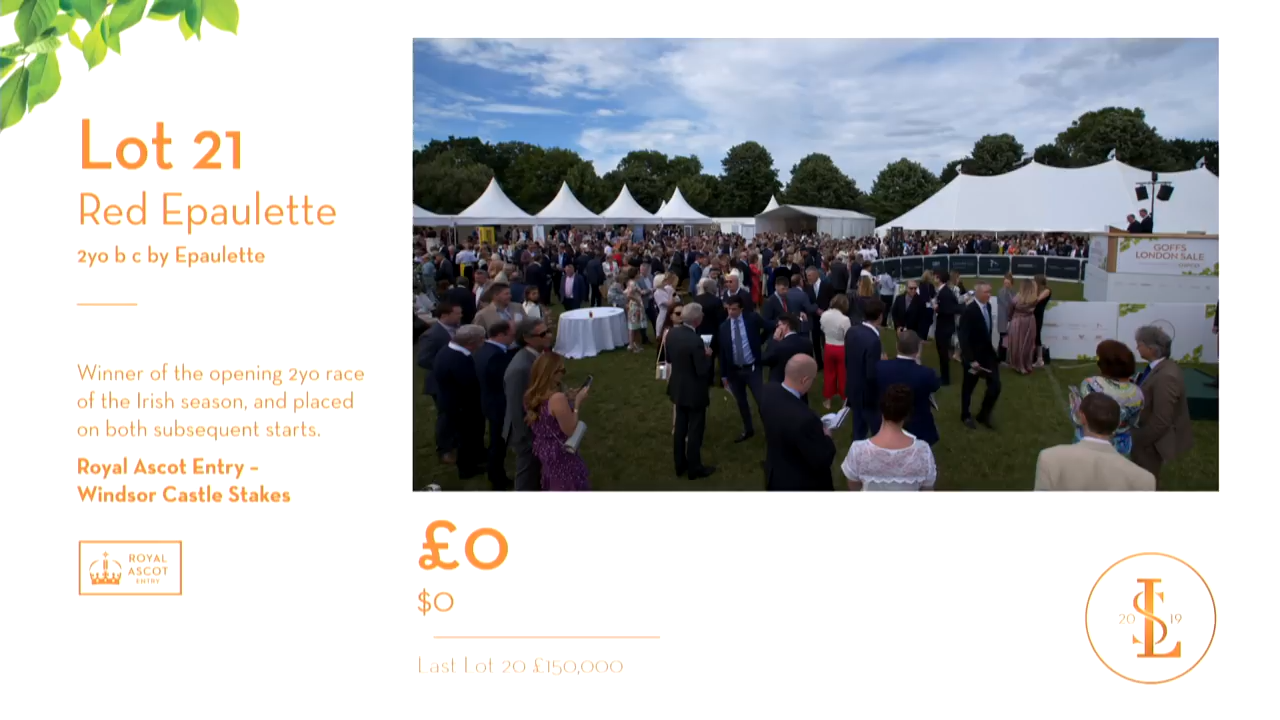 Lot 21
Red Epaulette
2yo b c by Epaulette
Winner of the opening 2yo race
of the Irish season, and placed
on both subsequent starts.
Royal Ascot Entry –
Windsor Castle Stakes
ROYAL
ASCOT
ENTRY
GOFFS
LONDON SALE
£0
$0
Last Lot 20 £150,000
20 SL 19